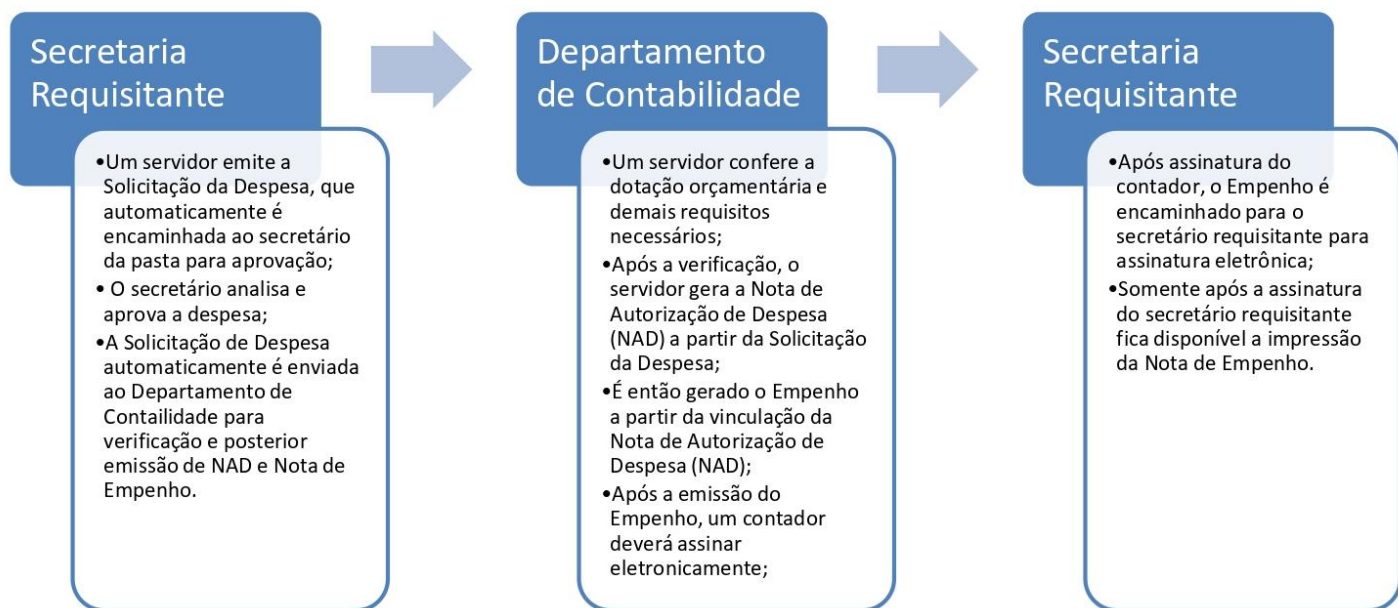 Secretaria
Requisitante
•Um servidor emite a
Solicitação da Despesa, que
automaticamente é
encaminhada ao secretário
da pasta para aprovação;
• O secretário analisa e
aprova a despesa;
•A Solicitação de Despesa
automaticamente é enviada
ao Departamento de
Contailidade para
verificação e posterior
emissão de NAD e Nota de
Empenho.
Departamento
de Contabilidade
•Um servidor confere a
dotação orçamentária e
demais requisitos
necessários;
•Após a verificação, o
servidor gera a Nota de
Autorização de Despesa
(NAD) a partir da Solicitação
da Despesa;
•É então gerado o Empenho
a partir da vinculação da
Nota de Autorização de
Despesa (NAD);
•Após a emissão do
Empenho, um contador
deverá assinar
eletronicamente;
Secretaria
Requisitante
•Após assinatura do
contador, o Empenho é
encaminhado para o
secretário requisitante para
assinatura eletrônica;
•Somente após a assinatura
do secretário requisitante
fica disponível a impressão
da Nota de Empenho.